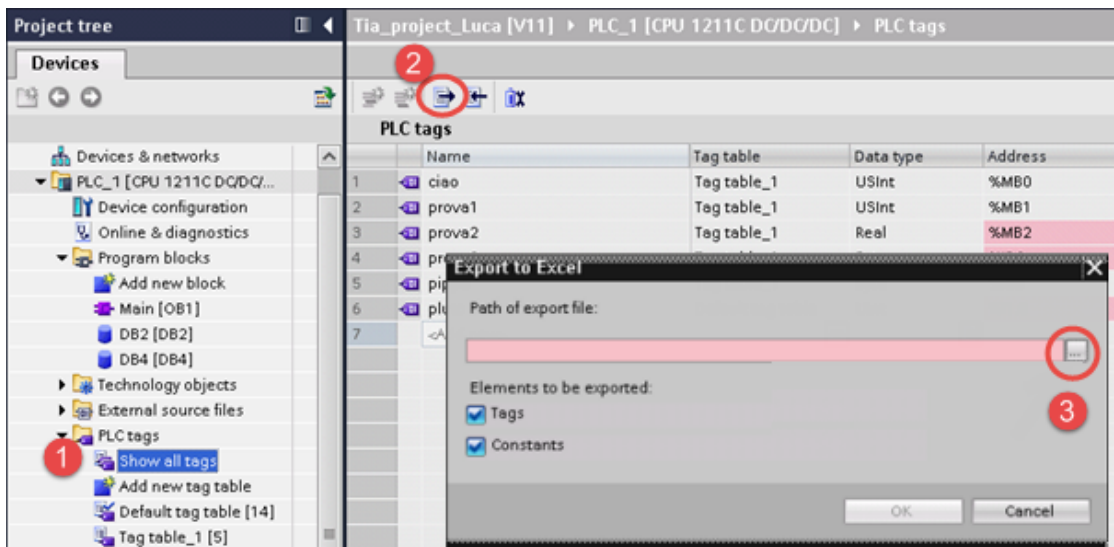 Project tree
Tia_project_Luca [V11] PLC_1 [CPU 1211C DC/DC/DC] PLC tags
Devices
2
PLC tags
Name Tag table Data type Address
1 ciao Tag_table_1 USInt %MB0
2 prova1 Tag table_1 USInt %MB1
3 prova2 Tag table_1 Real %MB2
4
5
6
7
Devices & networks
PLC_1 [CPU 1211C DC/DC/...
Device configuration
Online & diagnostics
Program blocks
Add new block
Main [OB1]
DB2 [DB2]
DB4 [DB4]
Technology objects
External source files
PLC tags
1 Show all tags
Add new tag table
Default tag table [14]
Tag table_1 [5]
Export to Excel
Path of export file:
...
3
Elements to be exported:
Tags
Constants
OK Cancel